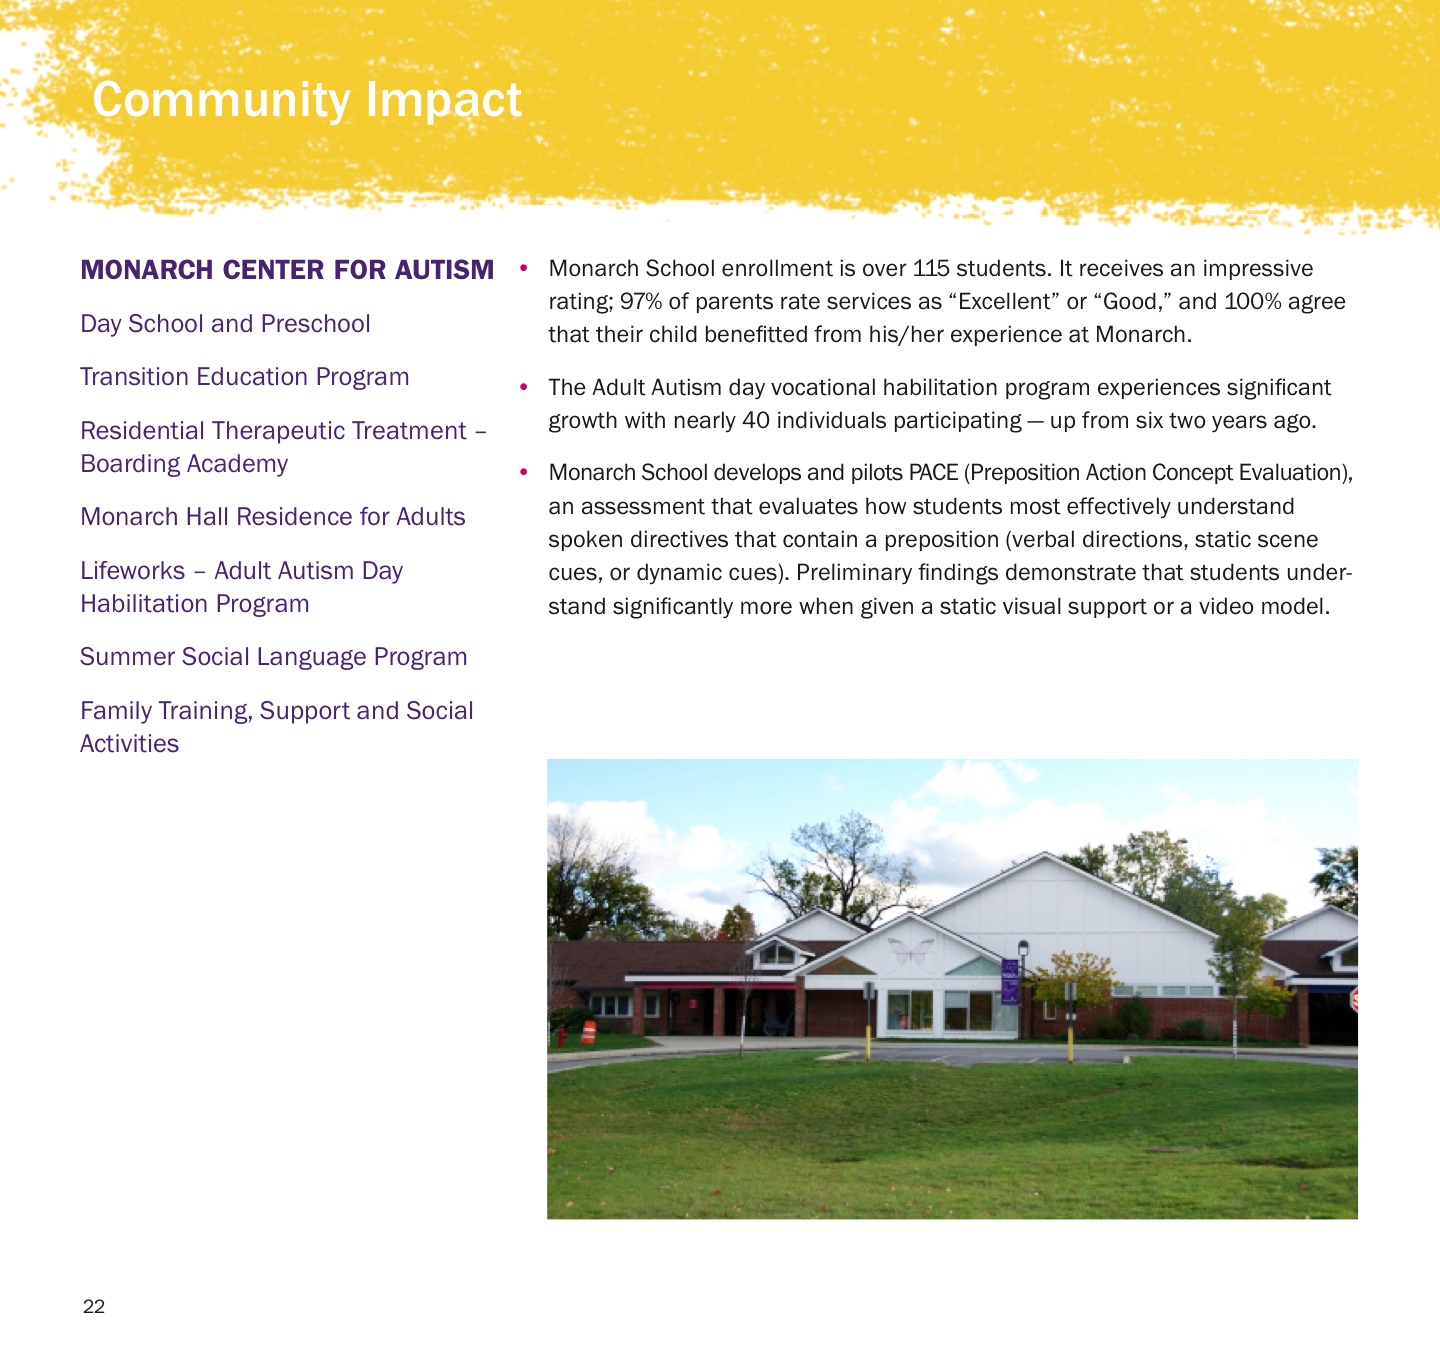 Community Impact
MONARCH CENTER FOR AUTISM
Day School and Preschool
Transition Education Program
Residential Therapeutic Treatment –
Boarding Academy
Monarch Hall Residence for Adults
Lifeworks – Adult Autism Day
Habilitation Program
Summer Social Language Program
Family Training, Support and Social
Activities
• Monarch School enrollment is over 115 students. It receives an impressive
rating; 97% of parents rate services as “Excellent” or “Good,” and 100% agree
that their child benefitted from his/her experience at Monarch.
• The Adult Autism day vocational habilitation program experiences significant
growth with nearly 40 individuals participating — up from six two years ago.
• Monarch School develops and pilots PACE (Preposition Action Concept Evaluation),
an assessment that evaluates how students most effectively understand
spoken directives that contain a preposition (verbal directions, static scene
cues, or dynamic cues). Preliminary findings demonstrate that students under-
stand significantly more when given a static visual support or a video model.
22